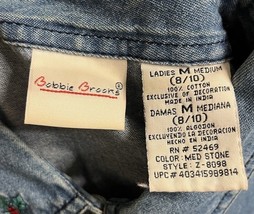 Bobbie Brooks®
LADIES M MEDIUM
(8/10)
100% COTTON
EXCLUSIVE OF DECORATION
MADE IN INDIA
DAMAS M MEDIANA
(8/10)
100% ALGODON
EXCLUYENDO LA DECORACION
HECHO EN INDIA
RN # 52469
COLOR: MED STONE
STYLE: Z-8098
UPC # 403415989814